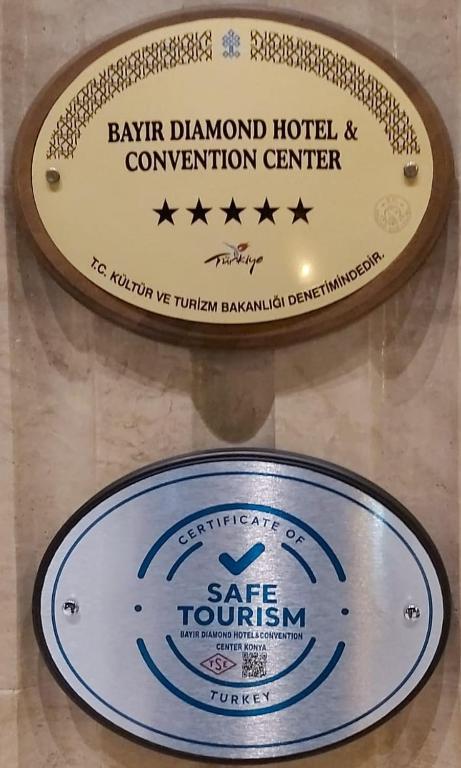 BAYIR DIAMOND HOTEL &
CONVENTION CENTER
★★★★★
Türkiye
T.C. KÜLTÜR VE TURİZM BAKANLIĞI DENETİMİNDEDİR.
CERTIFICATE OF
SAFE
TOURISM
BAYIR DIAMOND HOTEL&CONVENTION
CENTER KONYA
TSE
TURKEY